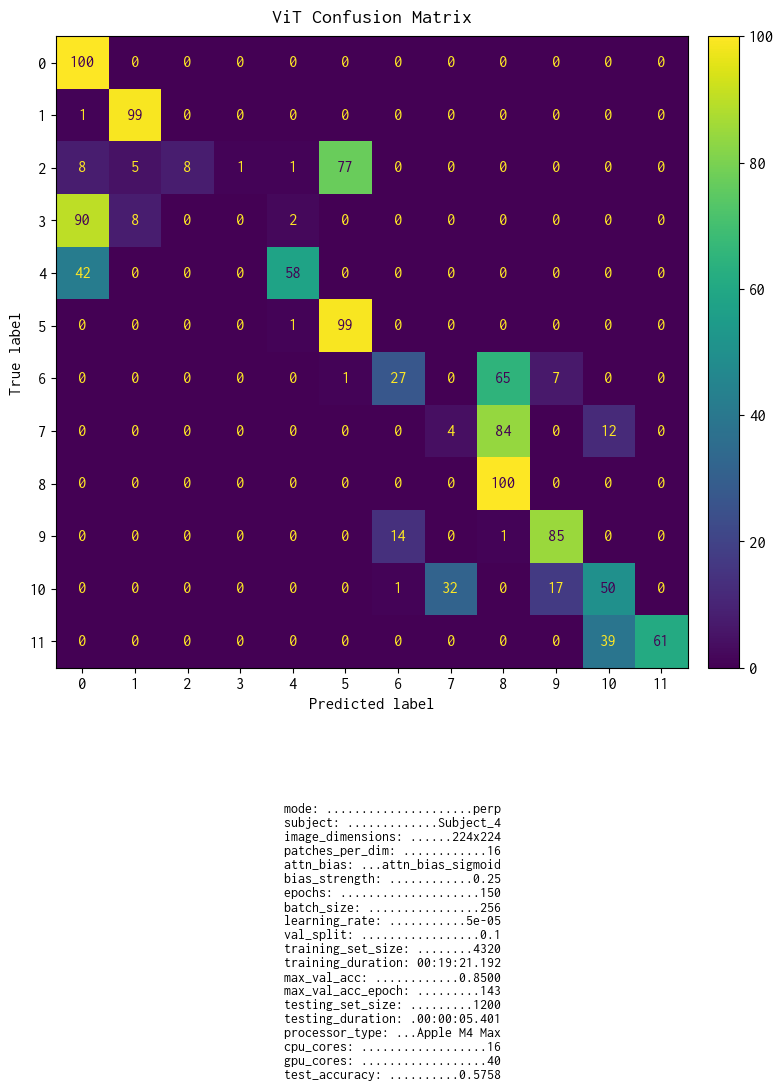 ViT Confusion Matrix
0 100 0 0 0 0 0 0 0 0 0 0 0
1 1 99 0 0 0 0 0 0 0 0 0 0
2 8 5 8 1 1 77 0 0 0 0 0 0
3 90 8 0 0 2 0 0 0 0 0 0 0
4 42 0 0 0 58 0 0 0 0 0 0 0
5 0 0 0 0 1 99 0 0 0 0 0 0
6 0 0 0 0 0 1 27 0 65 7 0 0
7 0 0 0 0 0 0 0 4 84 0 12 0
8 0 0 0 0 0 0 0 0 100 0 0 0
9 0 0 0 0 0 0 14 0 1 85 0 0
10 0 0 0 0 0 0 1 32 0 17 50 0
11 0 0 0 0 0 0 0 0 0 0 39 61
0 1 2 3 4 5 6 7 8 9 10 11
Predicted label
True label
100
80
60
40
20
0
mode: .....................perp
subject: .............Subject_4
image_dimensions: ......224x224
patches_per_dim: ............16
attn_bias: ...attn_bias_sigmoid
bias_strength: ............0.25
epochs: ....................150
batch_size: ................256
learning_rate: ...........5e-05
val_split: .................0.1
training_set_size: ........4320
training_duration: 00:19:21.192
max_val_acc: ............0.8500
max_val_acc_epoch: .........143
testing_set_size: .........1200
testing_duration: .00:00:05.401
processor_type: ...Apple M4 Max
cpu_cores: ..................16
gpu_cores: ..................40
test_accuracy: ..........0.5758